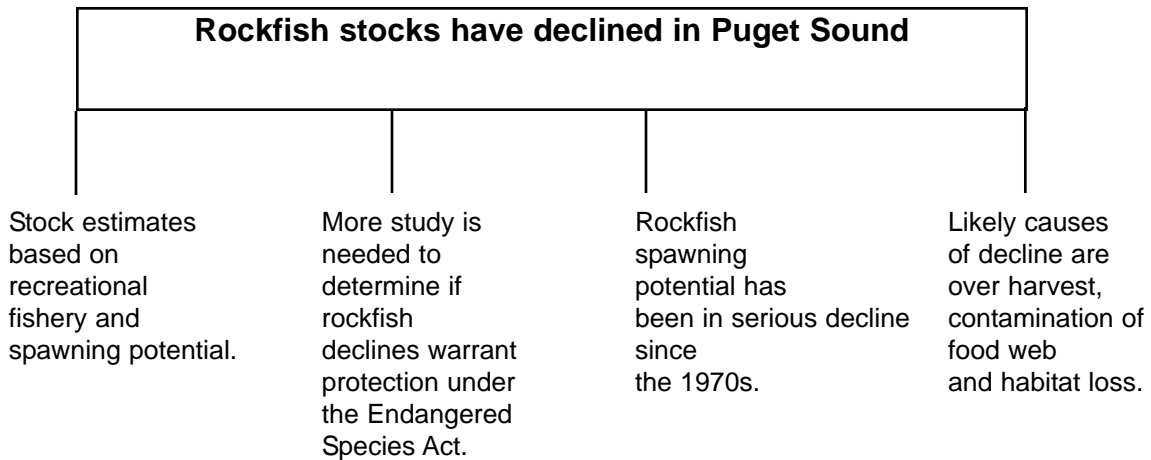 Rockfish stocks have declined in Puget Sound
Stock estimates
based on
recreational
fishery and
spawning potential.
More study is
needed to
determine if
rockfish
declines warrant
protection under
the Endangered
Species Act.
Rockfish
spawning
potential has
been in serious decline
since
the 1970s.
Likely causes
of decline are
over harvest,
contamination of
food web
and habitat loss.